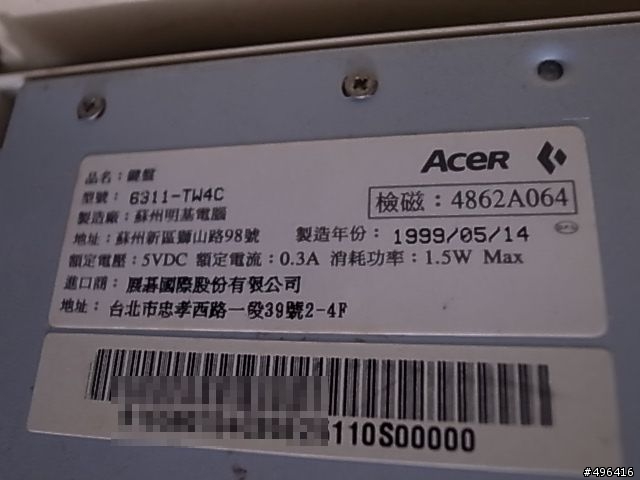 Acer
品名：鍵盤
型號：6311-TW4C
檢磁：4862A064
製造廠：蘇州明基電腦
地址：蘇州新區獅山路98號 製造年份：1999/05/14
額定電壓：5VDC 額定電流：0.3A 消耗功率：1.5W Max
進口商：展碁國際股份有限公司
地址：台北市忠孝西路一段39號2-4F
110S00000
#496416